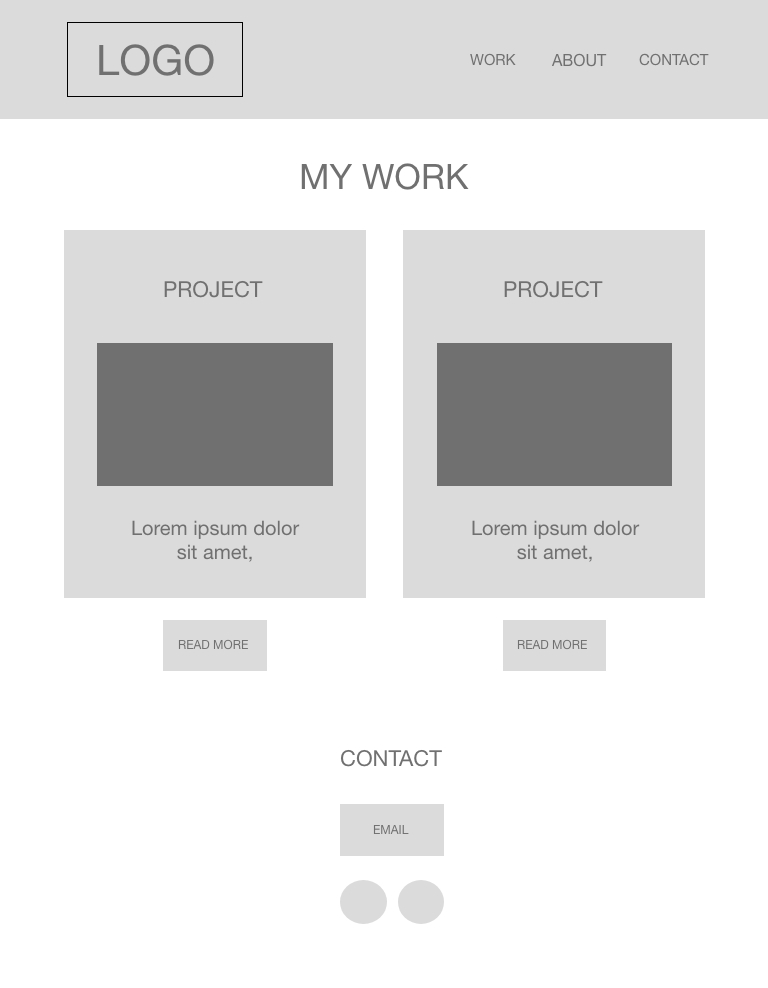 LOGO
WORK ABOUT CONTACT
MY WORK
PROJECT
Lorem ipsum dolor
sit amet,
READ MORE
PROJECT
Lorem ipsum dolor
sit amet,
READ MORE
CONTACT
EMAIL